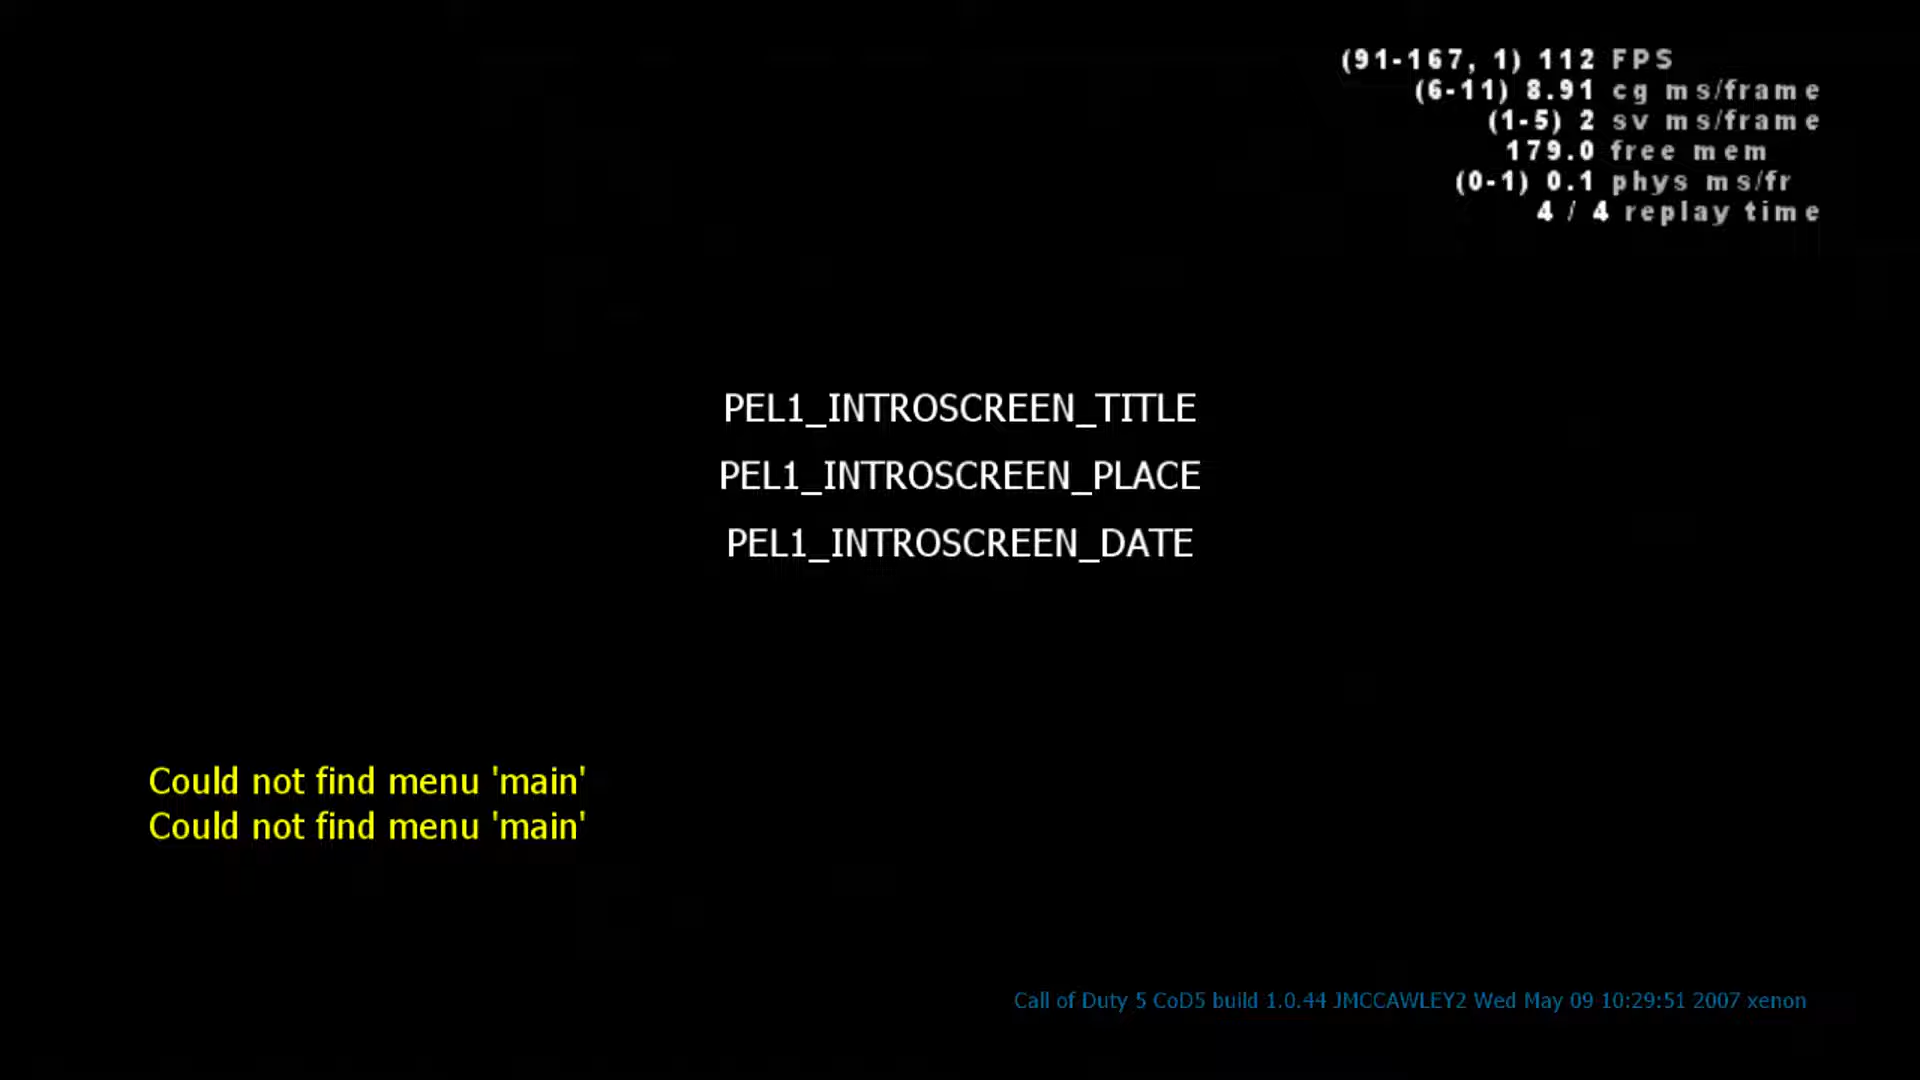 (91-167, 1) 112 FPS
(6-11) 8.91 cg ms/frame
(1-5) 2 sv ms/frame
179.0 free mem
(0-1) 0.1 phys ms/fr
4 / 4 replay time
PEL1_INTROSCREEN_TITLE
PEL1_INTROSCREEN_PLACE
PEL1_INTROSCREEN_DATE
Could not find menu 'main'
Could not find menu 'main'
Call of Duty 5 CoD5 build 1.0.44 JMCCAWLEY2 Wed May 09 10:29:51 2007 xenon